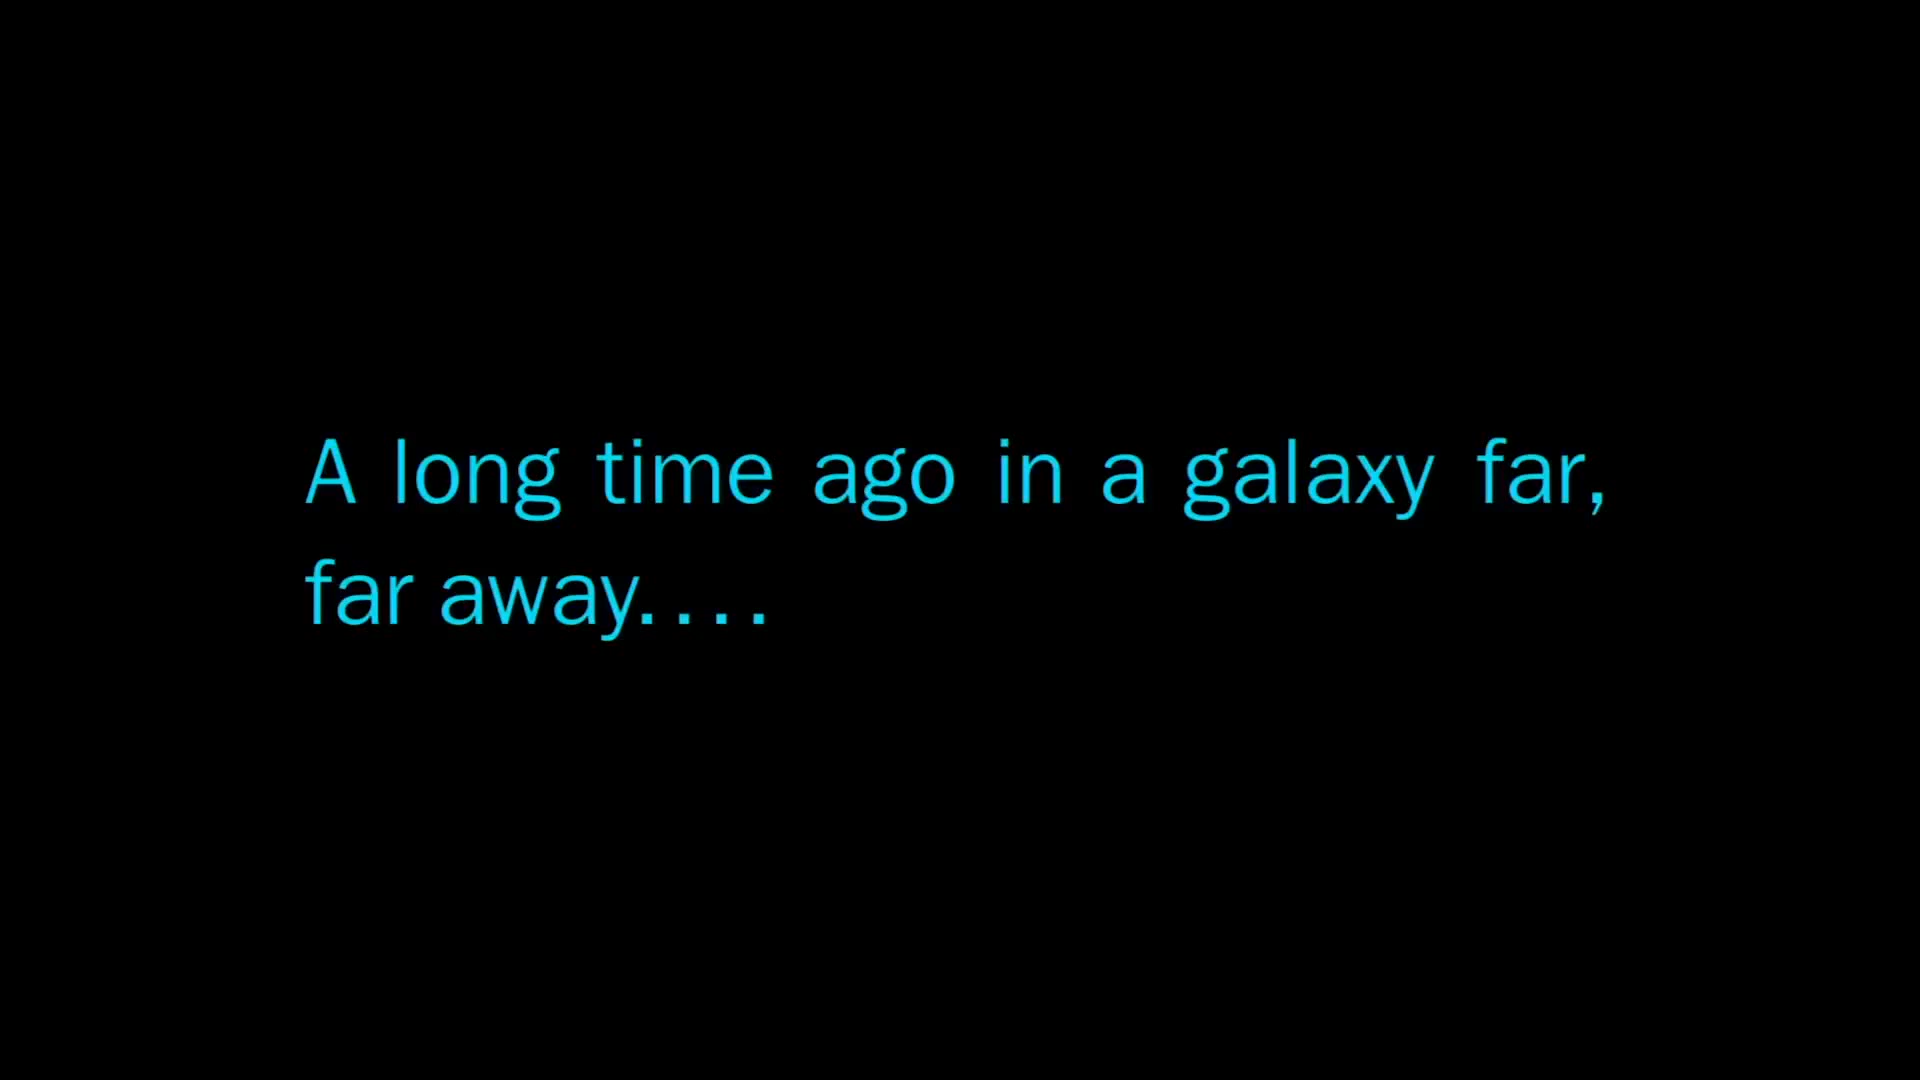 A long time ago in a galaxy far,
far away. . . .